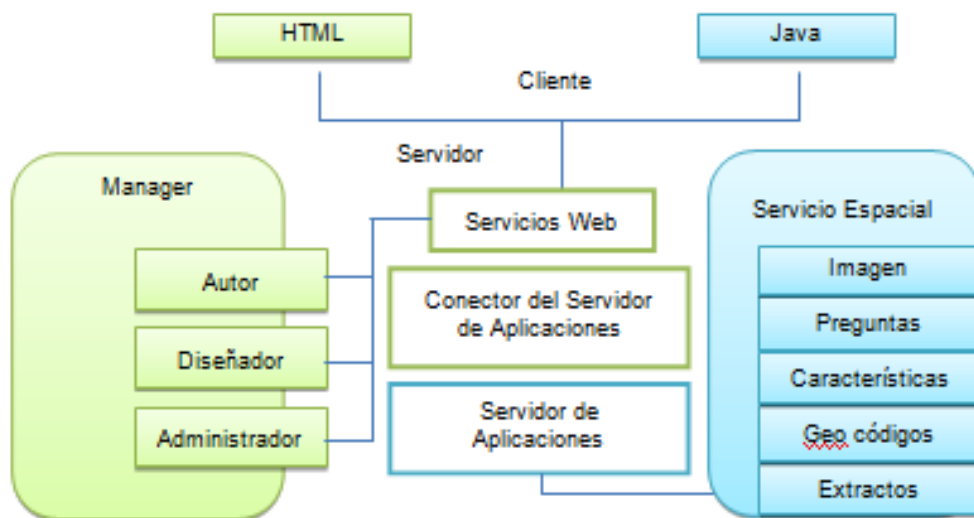 HTML
Java
Cliente
Servidor
Manager
Servicios Web
Servicio Espacial
Autor
Diseñador
Administrador
Conector del Servidor
de Aplicaciones
Servidor de
Aplicaciones
Imagen
Preguntas
Características
Geo códigos
Extractos